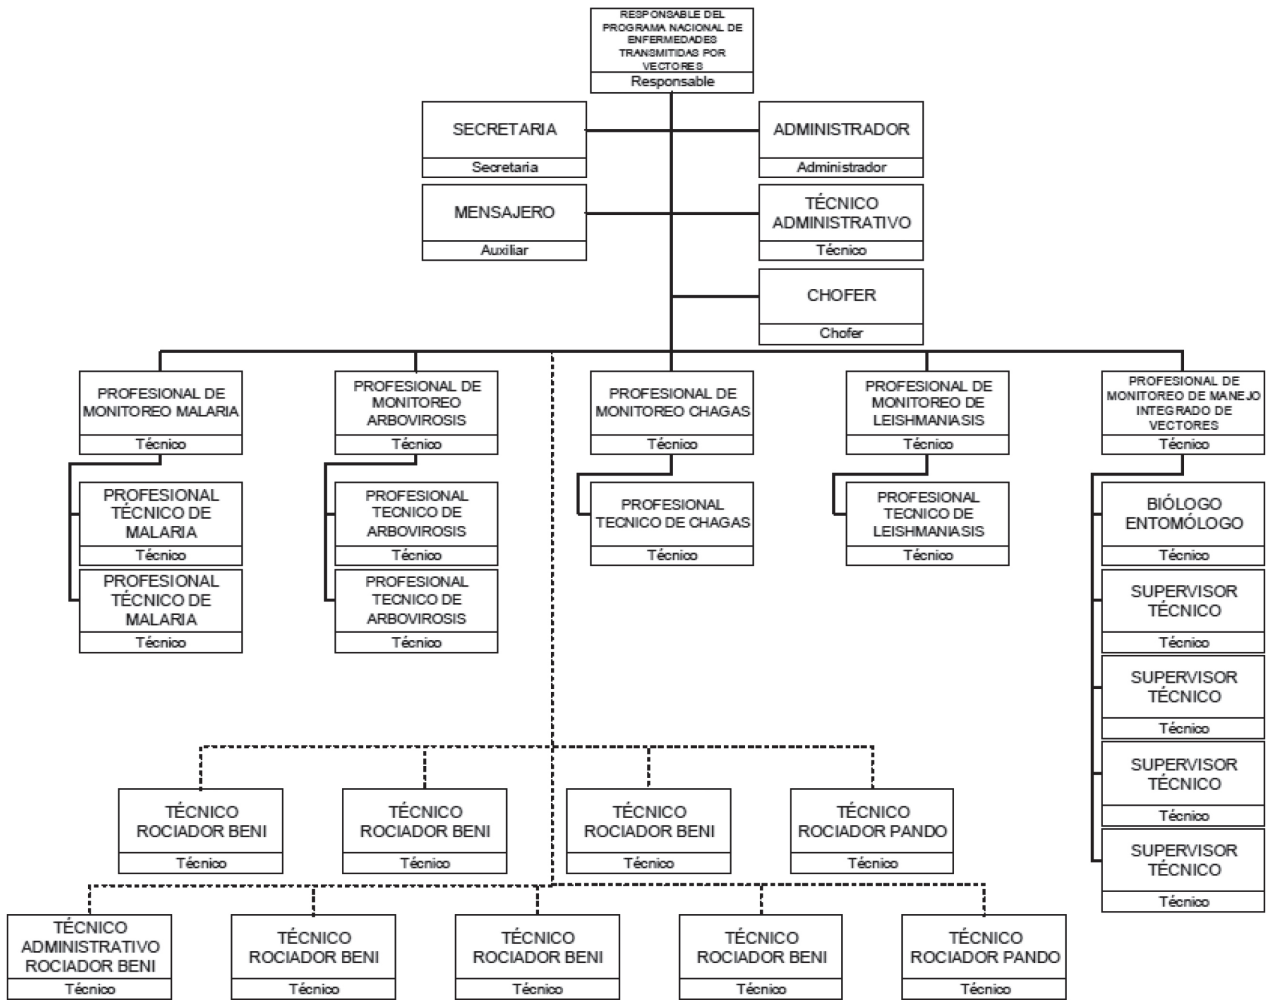 RESPONSABLE DEL
PROGRAMA NACIONAL DE
ENFERMEDADES
TRANSMITIDAS POR
VECTORES
Responsable
SECRETARIA
Secretaria
ADMINISTRADOR
Administrador
MENSAJERO
Auxiliar
TÉCNICO
ADMINISTRATIVO
Técnico
CHOFER
Chofer
PROFESIONAL DE
MONITOREO MALARIA
Técnico
PROFESIONAL DE
MONITOREO
ARBOVIROSIS
Técnico
PROFESIONAL DE
MONITOREO CHAGAS
Técnico
PROFESIONAL DE
MONITOREO DE
LEISHMANIASIS
Técnico
PROFESIONAL DE
MONITOREO DE MANEJO
INTEGRADO DE
VECTORES
Técnico
PROFESIONAL
TÉCNICO DE
MALARIA
Técnico
PROFESIONAL
TÉCNICO DE
MALARIA
Técnico
PROFESIONAL
TECNICO DE
ARBOVIROSIS
Técnico
PROFESIONAL
TECNICO DE
ARBOVIROSIS
Técnico
PROFESIONAL
TECNICO DE CHAGAS
Técnico
PROFESIONAL
TECNICO DE
LEISHMANIASIS
Técnico
BIÓLOGO
ENTOMÓLOGO
Técnico
SUPERVISOR
TÉCNICO
Técnico
SUPERVISOR
TÉCNICO
Técnico
SUPERVISOR
TÉCNICO
Técnico
SUPERVISOR
TÉCNICO
Técnico
TÉCNICO
ROCIADOR BENI
Técnico
TÉCNICO
ROCIADOR BENI
Técnico
TÉCNICO
ROCIADOR BENI
Técnico
TÉCNICO
ROCIADOR PANDO
Técnico
TÉCNICO
ADMINISTRATIVO
ROCIADOR BENI
Técnico
TÉCNICO
ROCIADOR BENI
Técnico
TÉCNICO
ROCIADOR BENI
Técnico
TÉCNICO
ROCIADOR BENI
Técnico
TÉCNICO
ROCIADOR PANDO
Técnico